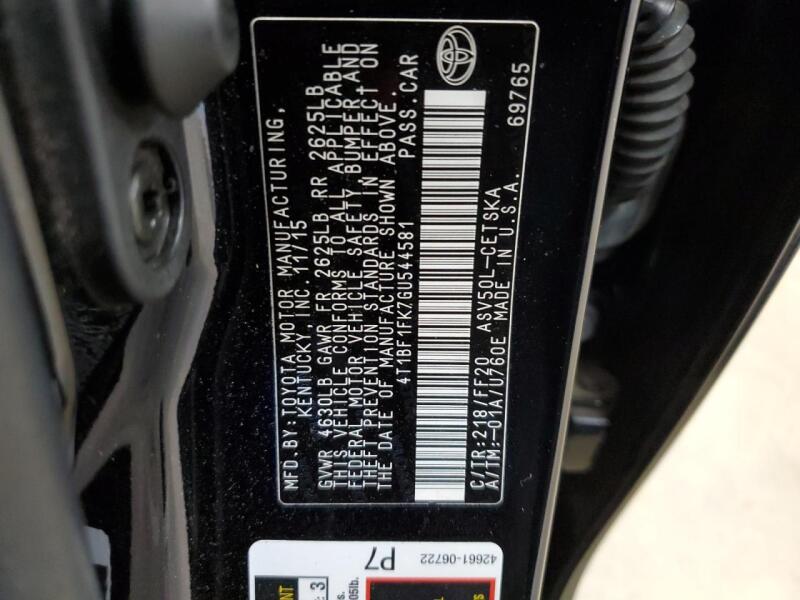 MFD.BY:TOYOTA MOTOR MANUFACTURING,
KENTUCKY, INC. 11/15
GVWR 4630LB GAWR FR 2625LB RR 2625LB
THIS VEHICLE CONFORMS TO ALL APPLICABLE
FEDERAL MOTOR VEHICLE SAFETY, BUMPER AND
THEFT PREVENTION STANDARDS IN EFFECT ON
THE DATE OF MANUFACTURE SHOWN ABOVE.
4T1BF1FK7GU544581 PASS.CAR
C/TR:218/FF20 ASV50L-CETSKA
A/TM:-01A/U760E MADE IN U.S.A.
69765
42661-06722
P7
3